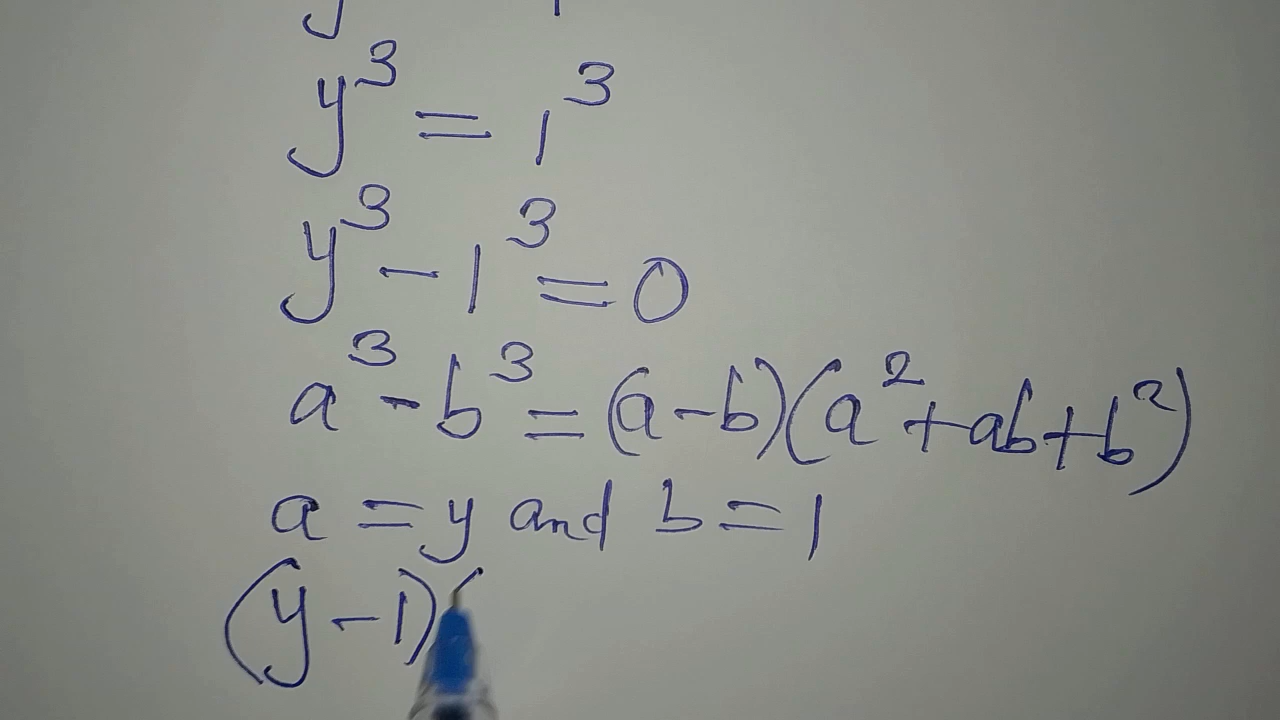 y³ = 1³
y³ - 1³ = 0
a³ - b³ = (a - b)(a² + ab + b²)
a = y and b = 1
(y - 1)(